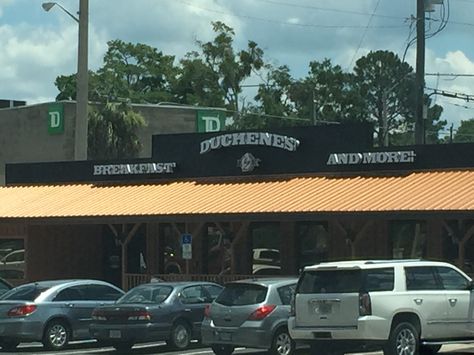 D
D
DUCHENES
BREAKFAST
AND MORE